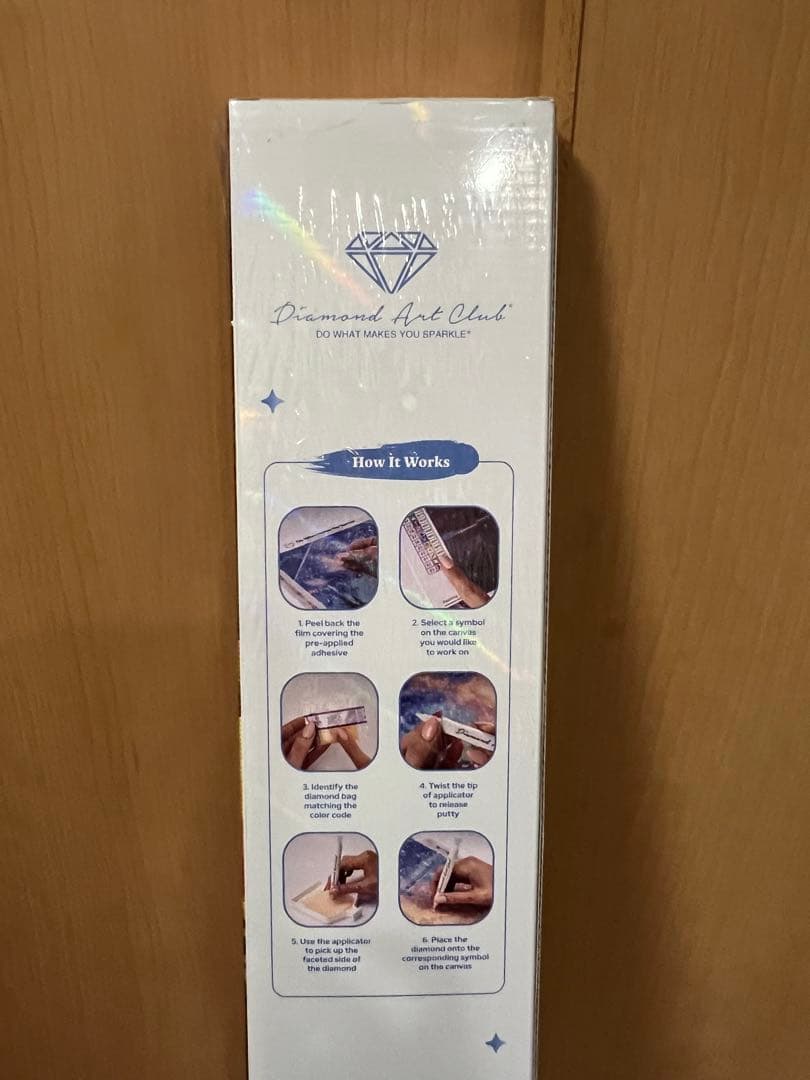 Diamond Art Club®
DO WHAT MAKES YOU SPARKLE®
How It Works
1. Peel back the
film covering the
pre-applied
adhesive
2. Select a symbol
on the canvas
you would like
to work on
3. Identify the
diamond bag
matching the
color code
4. Twist the tip
of applicator
to release
putty
5. Use the applicator
to pick up the
faceted side of
the diamond
6. Place the
diamond onto the
corresponding symbol
on the canvas
Diamond